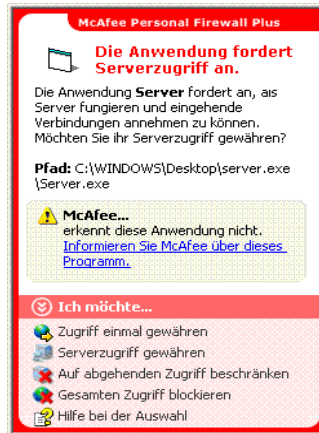 McAfee Personal Firewall Plus
Die Anwendung fordert
Serverzugriff an.
Die Anwendung Server fordert an, als
Server fungieren und eingehende
Verbindungen annehmen zu können.
Möchten Sie ihr Serverzugriff gewähren?
Pfad: C:\WINDOWS\Desktop\server.exe
\Server.exe
McAfee...
erkennt diese Anwendung nicht.
Informieren Sie McAfee über dieses
Programm.
Ich möchte...
Zugriff einmal gewähren
Serverzugriff gewähren
Auf abgehenden Zugriff beschränken
Gesamten Zugriff blockieren
Hilfe bei der Auswahl